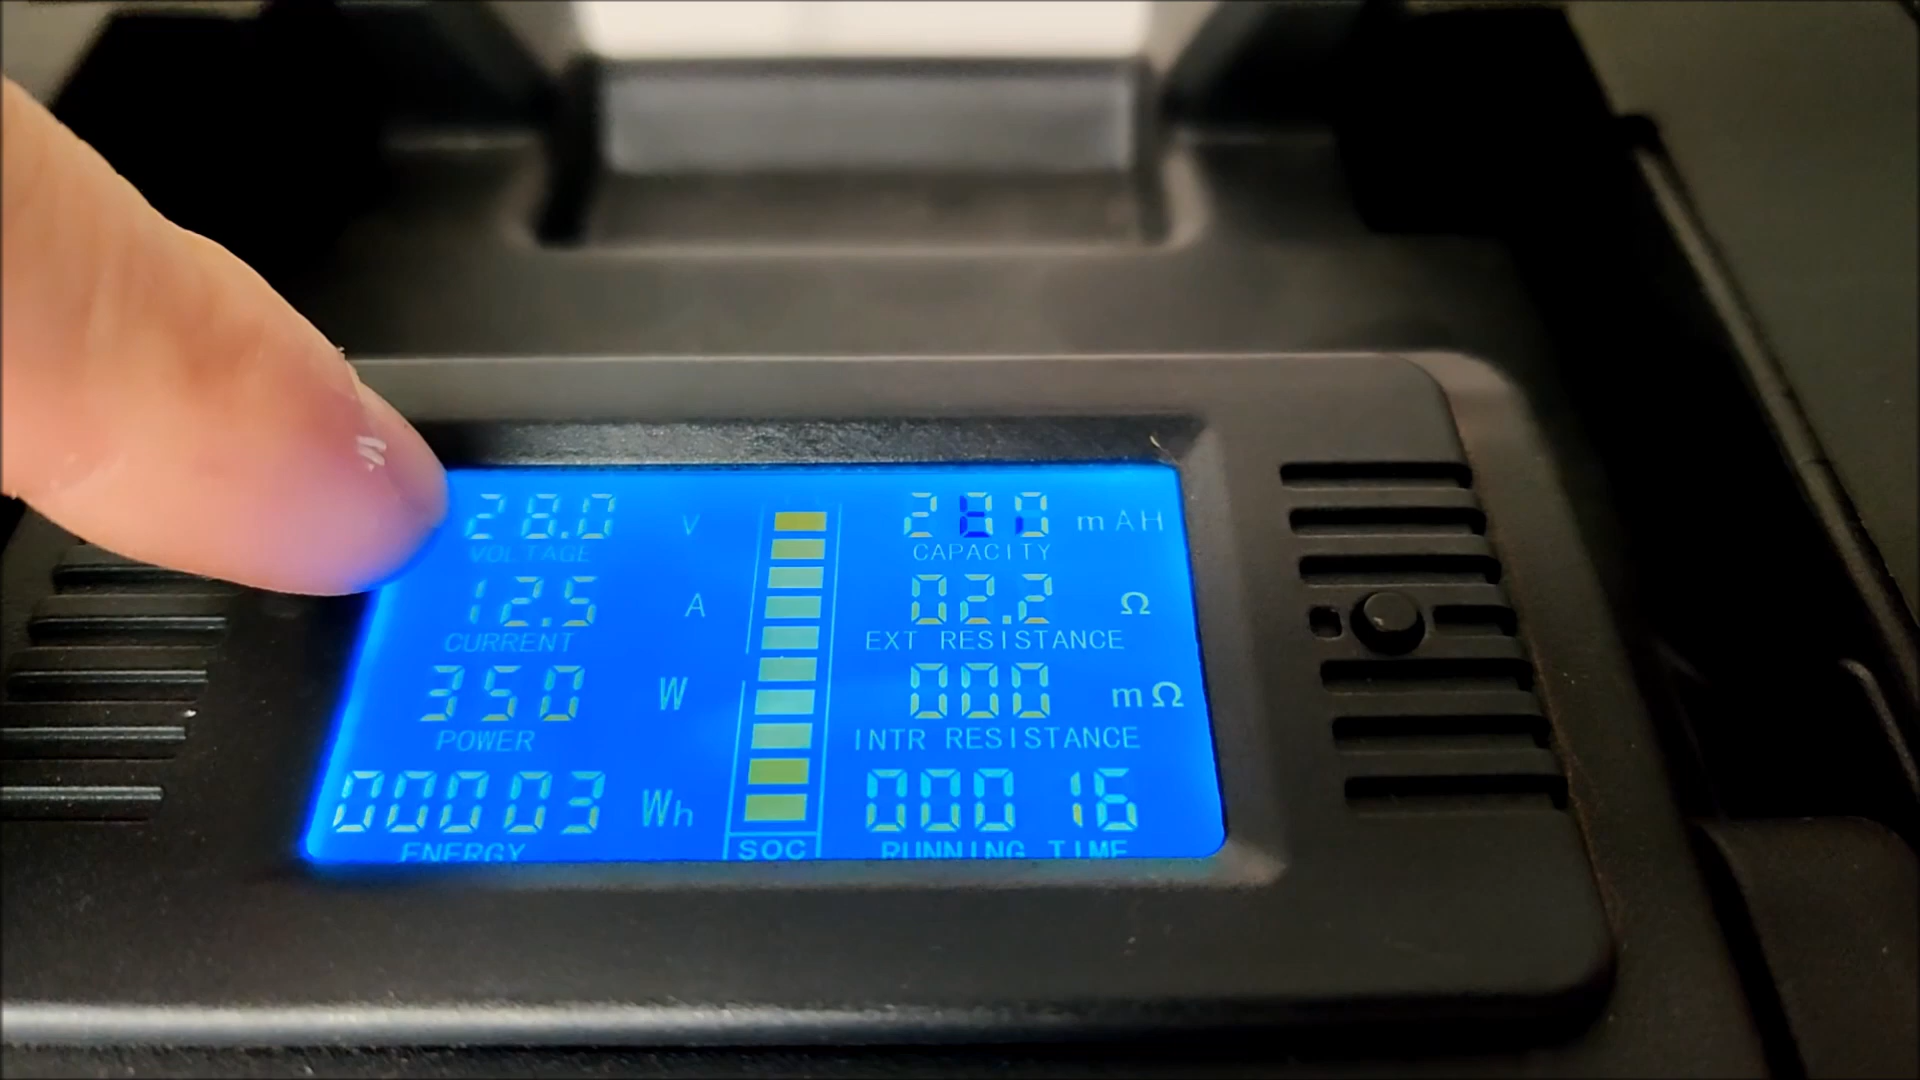 28.0 V
VOLTAGE
12.5 A
CURRENT
350 W
POWER
00003 Wh
ENERGY
SOC
mAH
CAPACITY
02.2 Ω
EXT RESISTANCE
000 mΩ
INTR RESISTANCE
000 16
RUNNING TIME